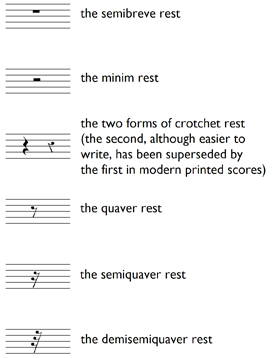 the semibreve rest
the minim rest
the two forms of crotchet rest
(the second, although easier to
write, has been superseded by
the first in modern printed scores)
the quaver rest
the semiquaver rest
the demisemiquaver rest